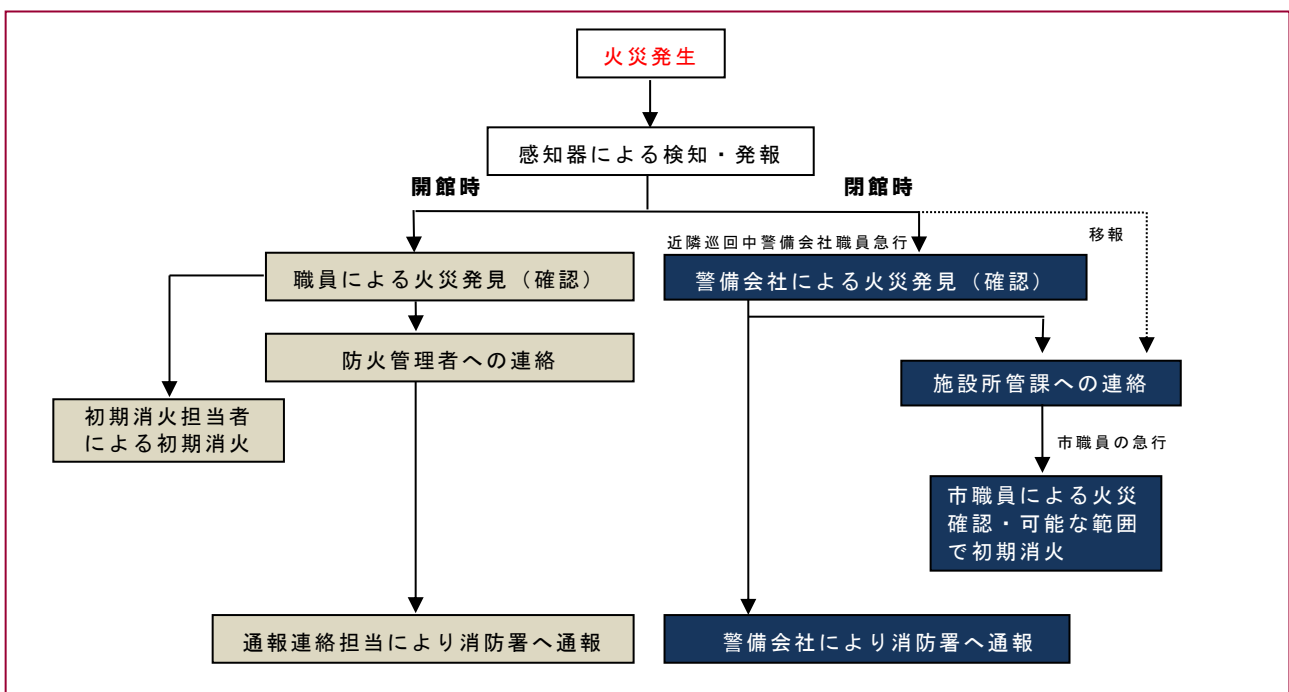 火災発生
感知器による検知・発報
開館時
閉館時
近隣巡回中警備会社職員急行
移報
職員による火災発見（確認）
警備会社による火災発見（確認）
防火管理者への連絡
施設所管課への連絡
初期消火担当者
による初期消火
市職員の急行
市職員による火災
確認・可能な範囲
で初期消火
通報連絡担当により消防署へ通報
警備会社により消防署へ通報